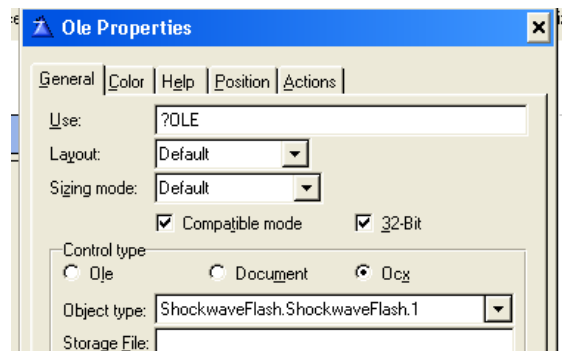 Ole Properties
General Color Help Position Actions
Use: ?OLE
Layout: Default
Sizing mode: Default
Compatible mode 32-Bit
Control type
Ole Document Ocx
Object type: ShockwaveFlash.ShockwaveFlash.1
Storage File: